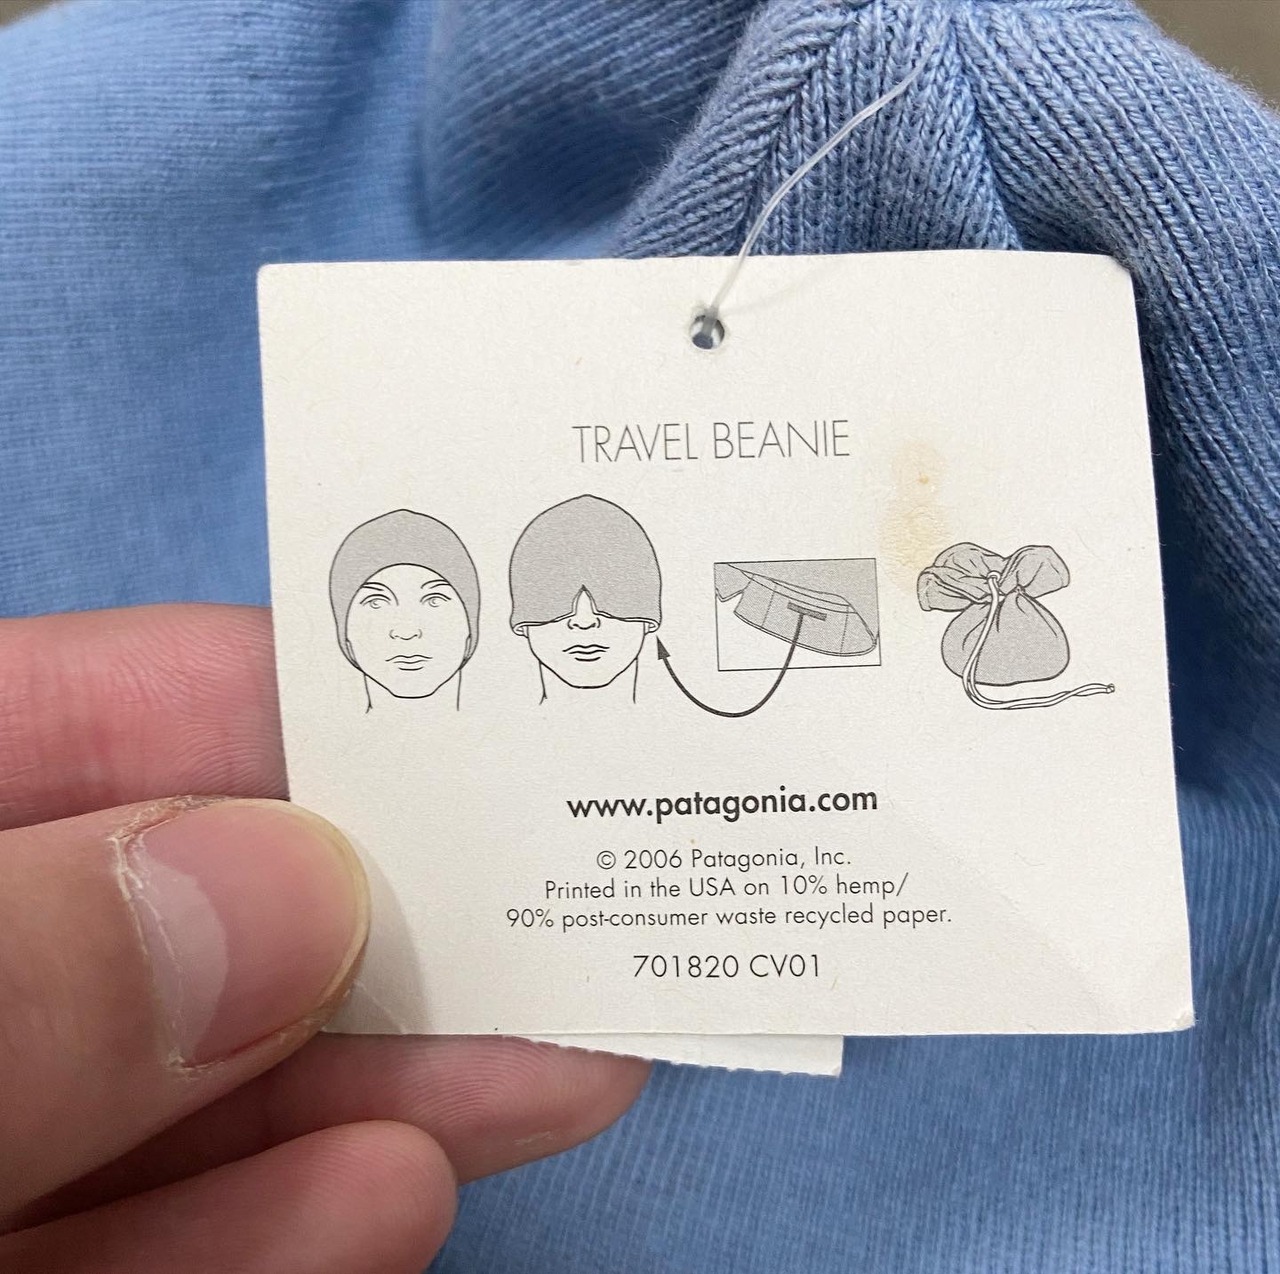 TRAVEL BEANIE
www.patagonia.com
© 2006 Patagonia, Inc.
Printed in the USA on 10% hemp/
90% post-consumer waste recycled paper.
701820 CV01